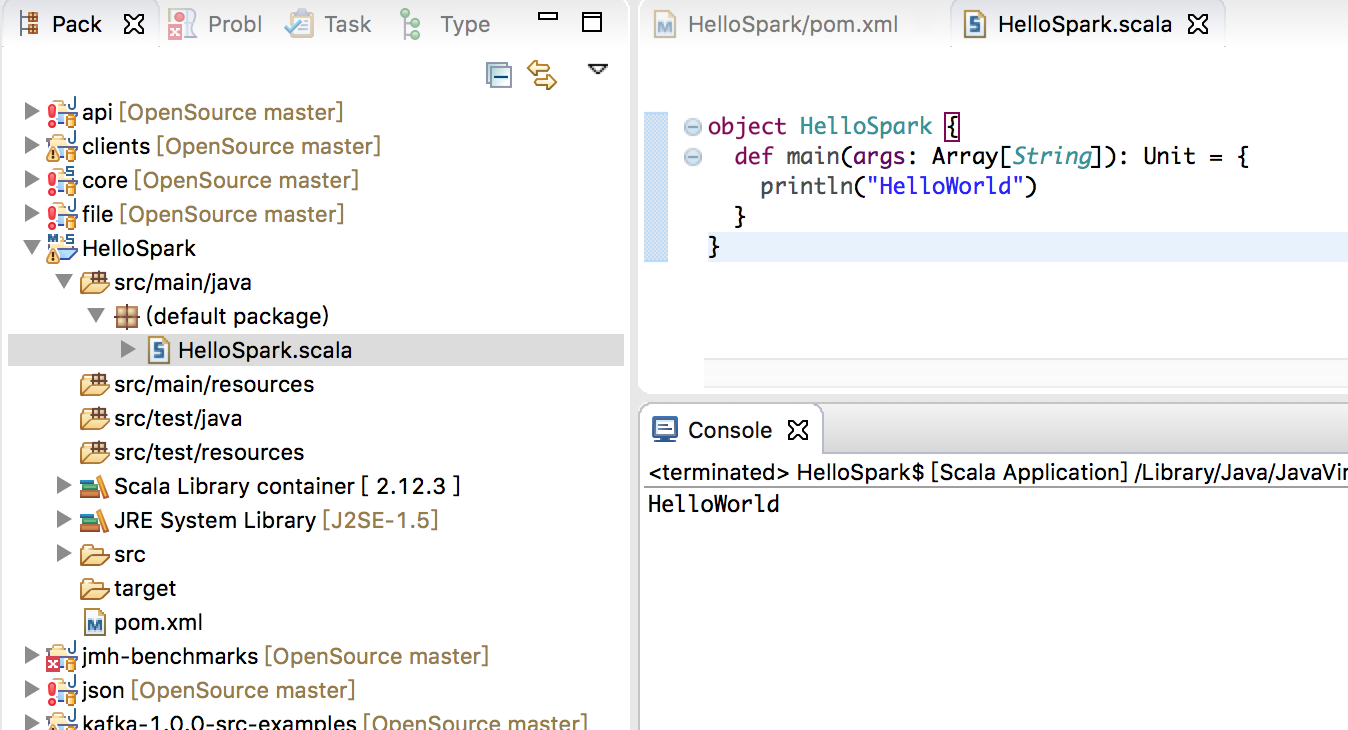 Pack Probl Task Type
api [OpenSource master]
clients [OpenSource master]
core [OpenSource master]
file [OpenSource master]
HelloSpark
src/main/java
(default package)
HelloSpark.scala
src/main/resources
src/test/java
src/test/resources
Scala Library container [ 2.12.3 ]
JRE System Library [J2SE-1.5]
src
target
pom.xml
jmh-benchmarks [OpenSource master]
json [OpenSource master]
kafka-1.0.0-src-examples [OpenSource master]
HelloSpark/pom.xml HelloSpark.scala
object HelloSpark {
def main(args: Array[String]): Unit = {
println("HelloWorld")
}
}
Console
<terminated> HelloSpark$ [Scala Application] /Library/Java/JavaVir
HelloWorld